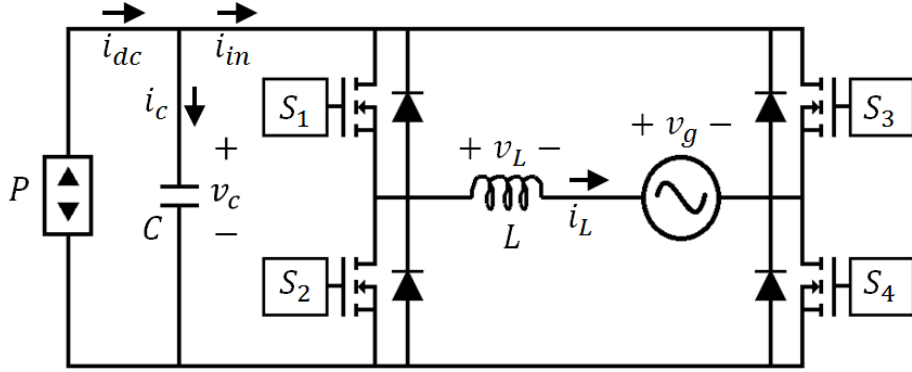 i_dc
i_in
i_c
S_1
S_3
+ v_g −
+
+ v_L −
P
v_c
C
−
i_L
L
S_2
S_4